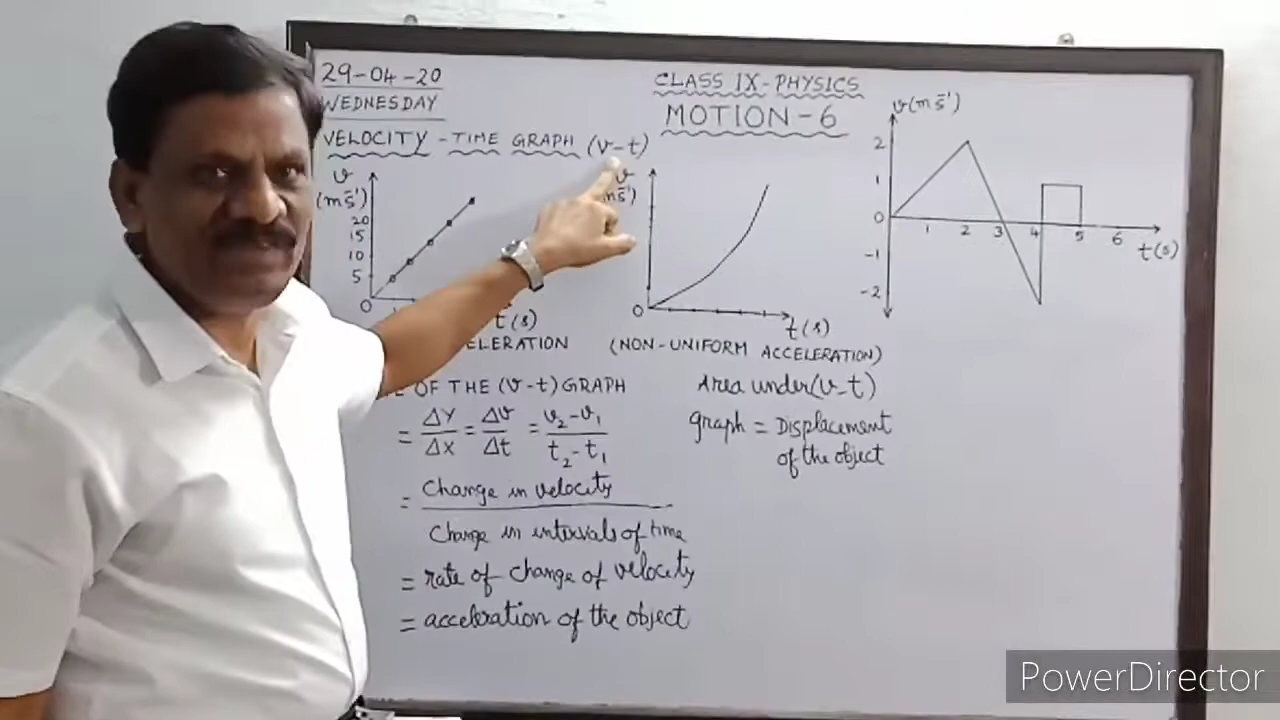 29-04-20
WEDNESDAY
CLASS IX-PHYSICS
MOTION-6
VELOCITY-TIME GRAPH (v-t)
v
(m s⁻¹)
20
15
10
5
0
t(s)
ELERATION
v
m s⁻¹)
0
t(s)
(NON-UNIFORM ACCELERATION)
v(m s⁻¹)
2
1
0
-1
-2
1 2 3 4 5 6
t(s)
OF THE (v-t) GRAPH
= ΔY/Δx = Δv/Δt = v₂-v₁/t₂-t₁
= Change in velocity
Change in intervals of time
= rate of change of velocity
= acceleration of the object
Area under (v-t)
graph = Displacement
of the object
PowerDirector